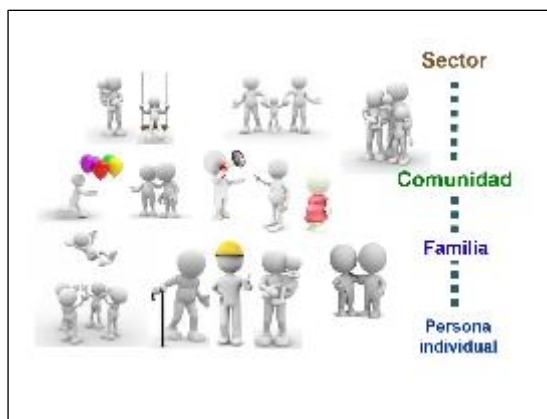 Sector
Comunidad
Familia
Persona
individual